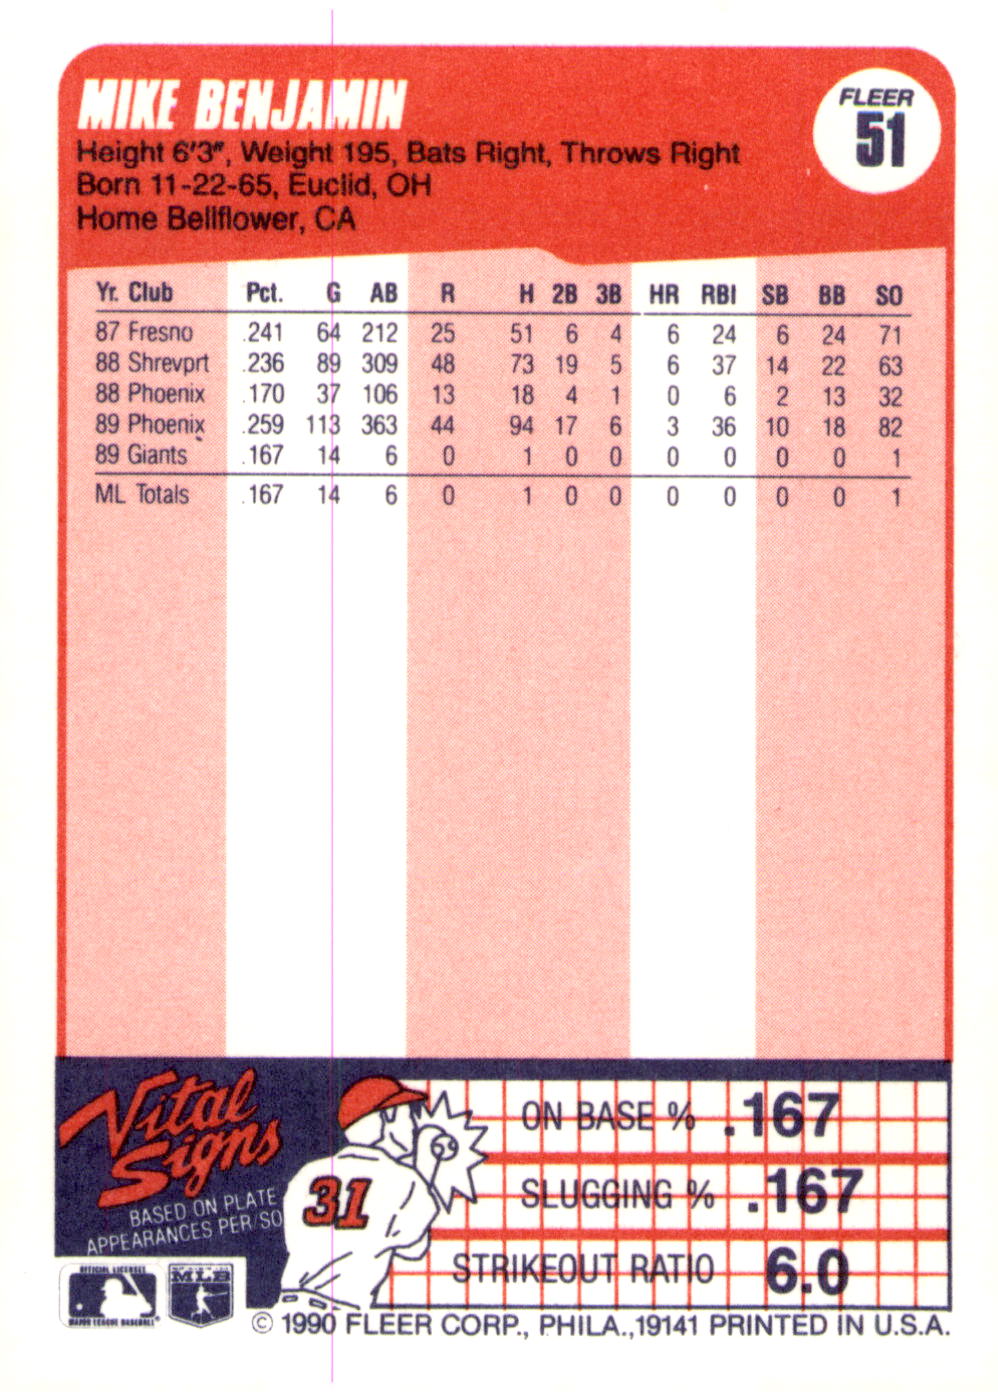 MIKE BENJAMIN
Height 6'3", Weight 195, Bats Right, Throws Right
Born 11-22-65, Euclid, OH
Home Bellflower, CA
FLEER
51
Yr. Club Pct. G AB R H 2B 3B HR RBI SB BB SO
87 Fresno .241 64 212 25 51 6 4 6 24 6 24 71
88 Shrevprt .236 89 309 48 73 19 5 6 37 14 22 63
88 Phoenix .170 37 106 13 18 4 1 0 6 2 13 32
89 Phoenix .259 113 363 44 94 17 6 3 36 10 18 82
89 Giants .167 14 6 0 1 0 0 0 0 0 0 1
ML Totals .167 14 6 0 1 0 0 0 0 0 0 1
Vital
Signs
BASED ON PLATE
APPEARANCES PER/SO
31
ON BASE % .167
SLUGGING % .167
STRIKEOUT RATIO 6.0
OFFICIAL LICENSEE
MAJOR LEAGUE BASEBALL
MLB
© 1990 FLEER CORP., PHILA.,19141 PRINTED IN U.S.A.